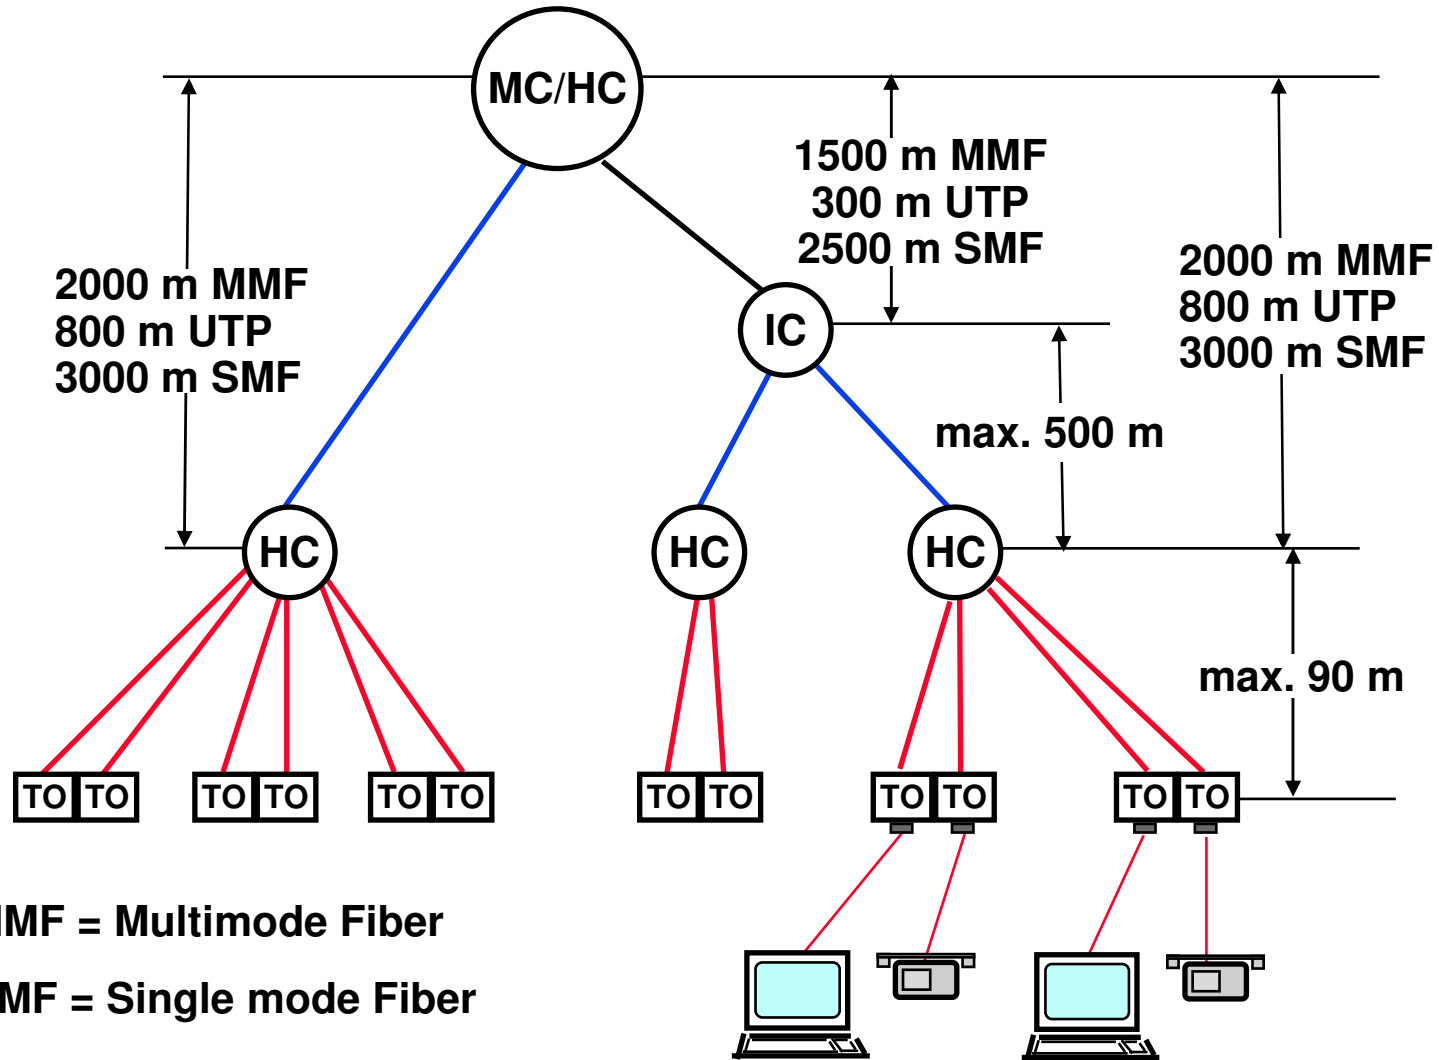 MC/HC
1500 m MMF
300 m UTP
2500 m SMF
2000 m MMF
800 m UTP
3000 m SMF
2000 m MMF
800 m UTP
3000 m SMF
IC
max. 500 m
HC
HC
HC
max. 90 m
TO TO TO TO TO TO TO TO TO TO TO TO
MF = Multimode Fiber
MF = Single mode Fiber